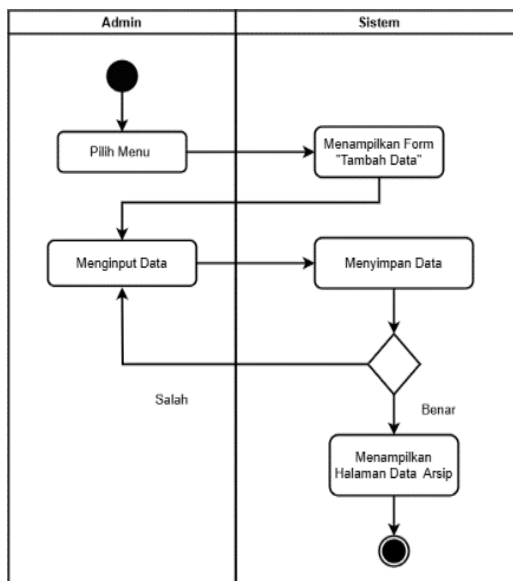 Admin
Sistem
Pilih Menu
Menampilkan Form
"Tambah Data"
Menginput Data
Menyimpan Data
Salah
Benar
Menampilkan
Halaman Data Arsip